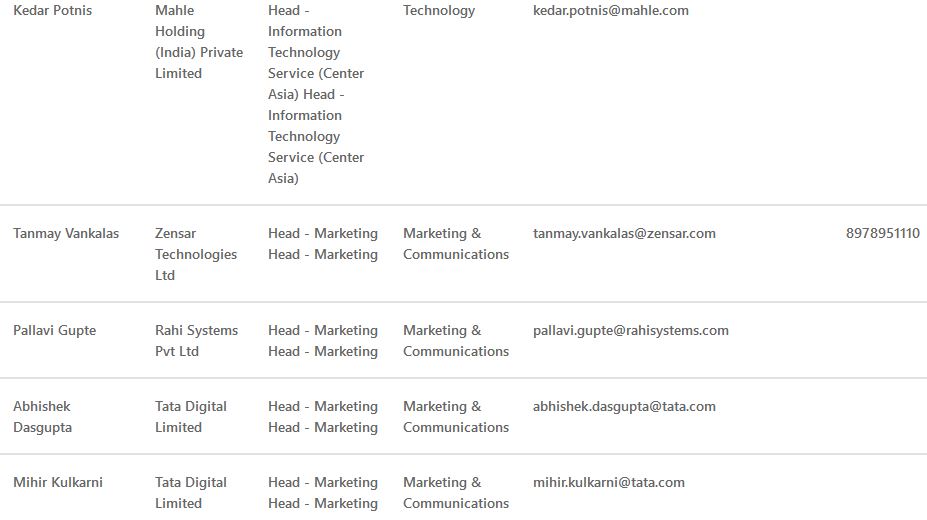 Kedar Potnis Mahle Head - Technology kedar.potnis@mahle.com
Holding Information
(India) Private Technology
Limited Service (Center
Asia) Head -
Information
Technology
Service (Center
Asia)
Tanmay Vankalas Zensar Head - Marketing Marketing & tanmay.vankalas@zensar.com 8978951110
Technologies Head - Marketing Communications
Ltd
Pallavi Gupte Rahi Systems Head - Marketing Marketing & pallavi.gupte@rahisystems.com
Pvt Ltd Head - Marketing Communications
Abhishek Tata Digital Head - Marketing Marketing & abhishek.dasgupta@tata.com
Dasgupta Limited Head - Marketing Communications
Mihir Kulkarni Tata Digital Head - Marketing Marketing & mihir.kulkarni@tata.com
Limited Head - Marketing Communications